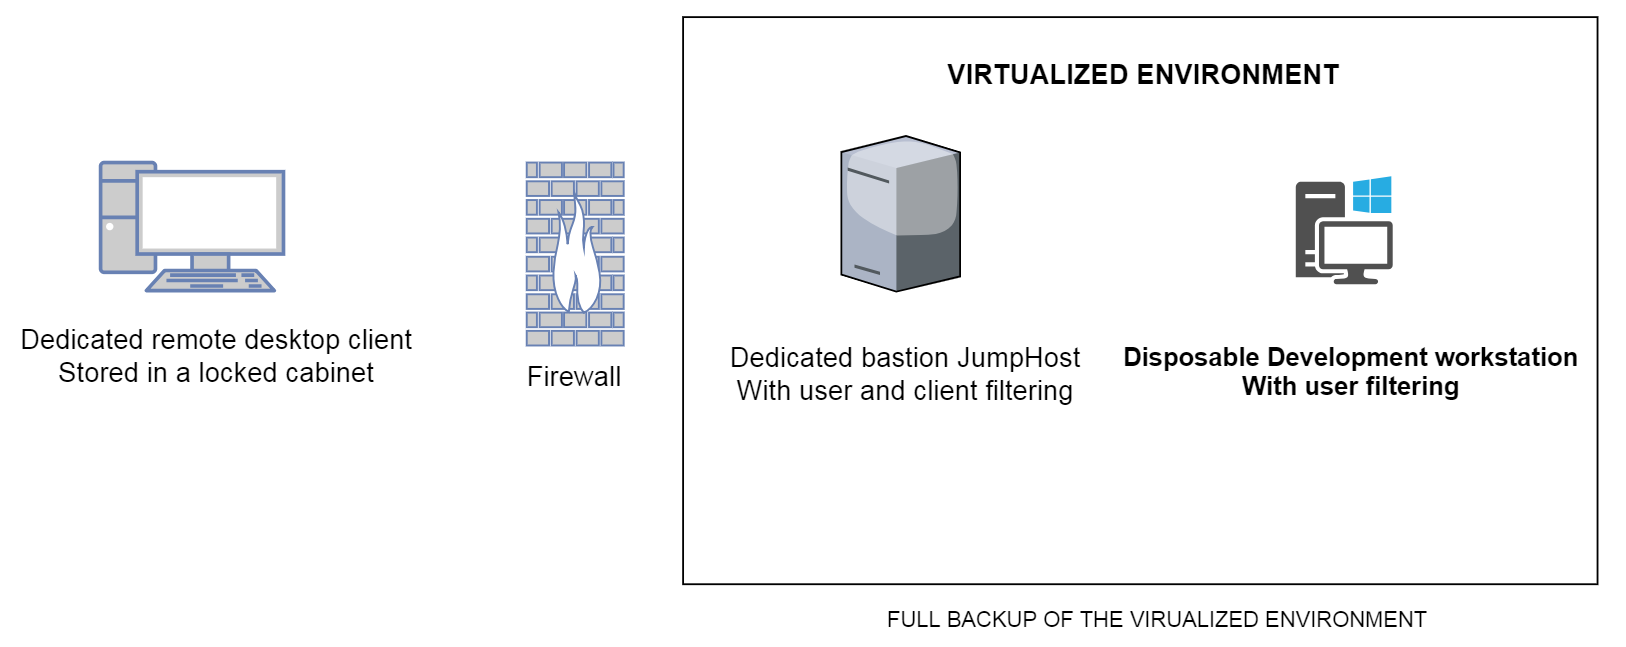 VIRTUALIZED ENVIRONMENT
Dedicated remote desktop client
Stored in a locked cabinet
Firewall
Dedicated bastion JumpHost
With user and client filtering
Disposable Development workstation
With user filtering
FULL BACKUP OF THE VIRUALIZED ENVIRONMENT